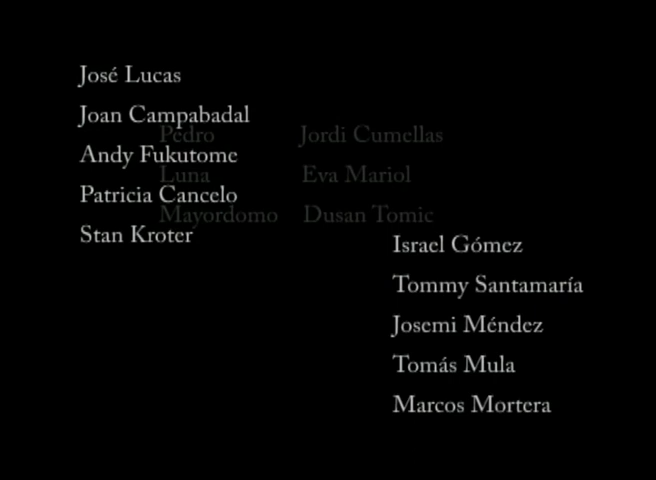 José Lucas
Joan Campabadal
Pedro Jordi Cumellas
Andy Fukutome
Luna Eva Mariol
Patricia Cancelo
Mayordomo Dusan Tomic
Stan Kroter
Israel Gómez
Tommy Santamaría
Josemi Méndez
Tomás Mula
Marcos Mortera